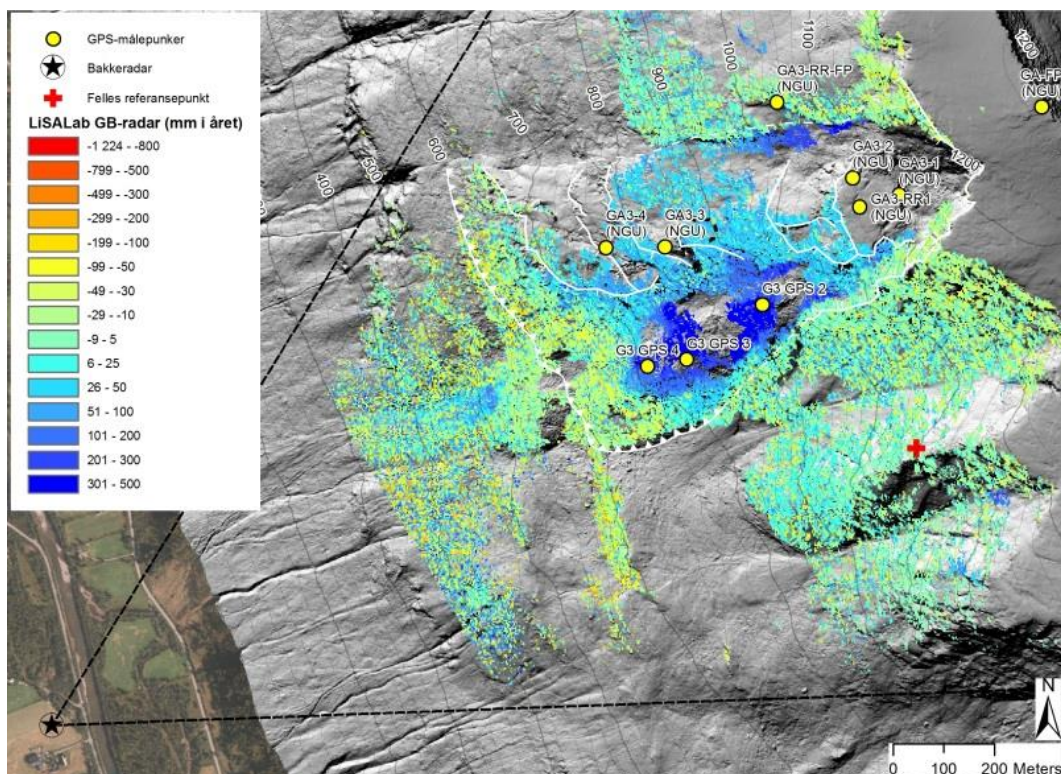 GPS-målepunker
Bakkeradar
Felles referansepunkt
LiSALab GB-radar (mm i året)
-1 224 - -800
-799 - -500
-499 - -300
-299 - -200
-199 - -100
-99 - -50
-49 - -30
-29 - -10
-9 - 5
6 - 25
26 - 50
51 - 100
101 - 200
201 - 300
301 - 500
400
500
600
700
800
900
1000
1100
1200
1200
GA3-RR-FP
(NGU)
GA-FP
(NGU)
GA3-2
(NGU)
GA3-1
(NGU)
GA3-RR1
(NGU)
GA3-4
(NGU)
GA3-3
(NGU)
G3 GPS 2
G3 GPS 4
G3 GPS 3
N
0 100 200 Meters